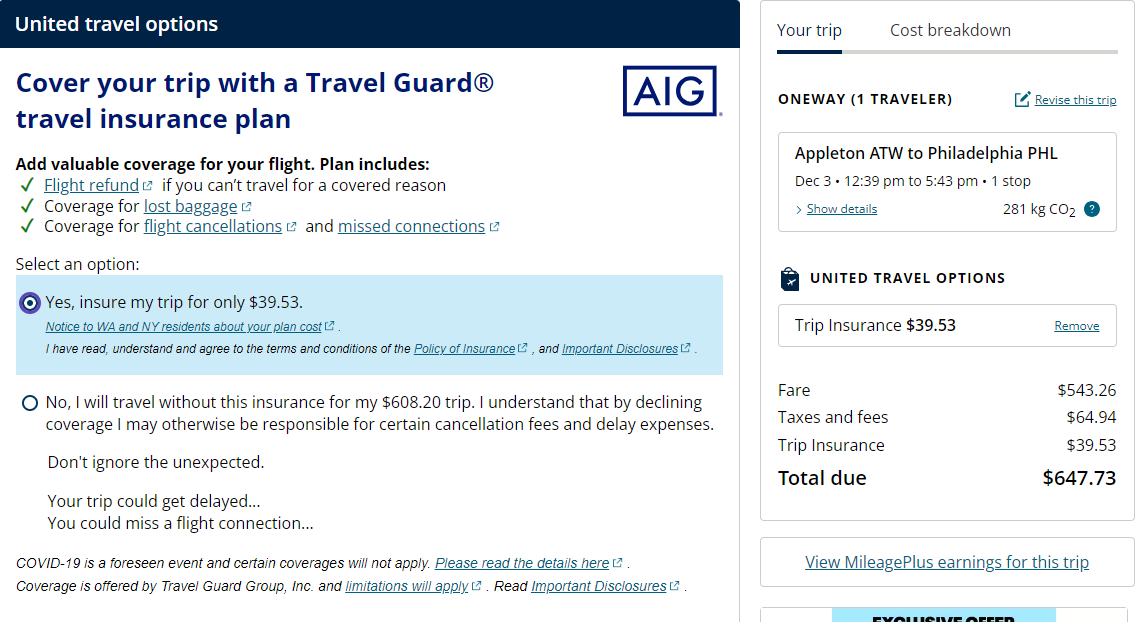 United travel options
Cover your trip with a Travel Guard®
travel insurance plan
AIG
Add valuable coverage for your flight. Plan includes:
Flight refund if you can't travel for a covered reason
Coverage for lost baggage
Coverage for flight cancellations and missed connections
Select an option:
Yes, insure my trip for only $39.53.
Notice to WA and NY residents about your plan cost .
I have read, understand and agree to the terms and conditions of the Policy of Insurance , and Important Disclosures .
No, I will travel without this insurance for my $608.20 trip. I understand that by declining
coverage I may otherwise be responsible for certain cancellation fees and delay expenses.
Don't ignore the unexpected.
Your trip could get delayed...
You could miss a flight connection...
COVID-19 is a foreseen event and certain coverages will not apply. Please read the details here .
Coverage is offered by Travel Guard Group, Inc. and limitations will apply . Read Important Disclosures .
Your trip Cost breakdown
ONEWAY (1 TRAVELER) Revise this trip
Appleton ATW to Philadelphia PHL
Dec 3 • 12:39 pm to 5:43 pm • 1 stop
Show details 281 kg CO2 ?
UNITED TRAVEL OPTIONS
Trip Insurance $39.53 Remove
Fare $543.26
Taxes and fees $64.94
Trip Insurance $39.53
Total due $647.73
View MileagePlus earnings for this trip
EXCLUSIVE OFFER